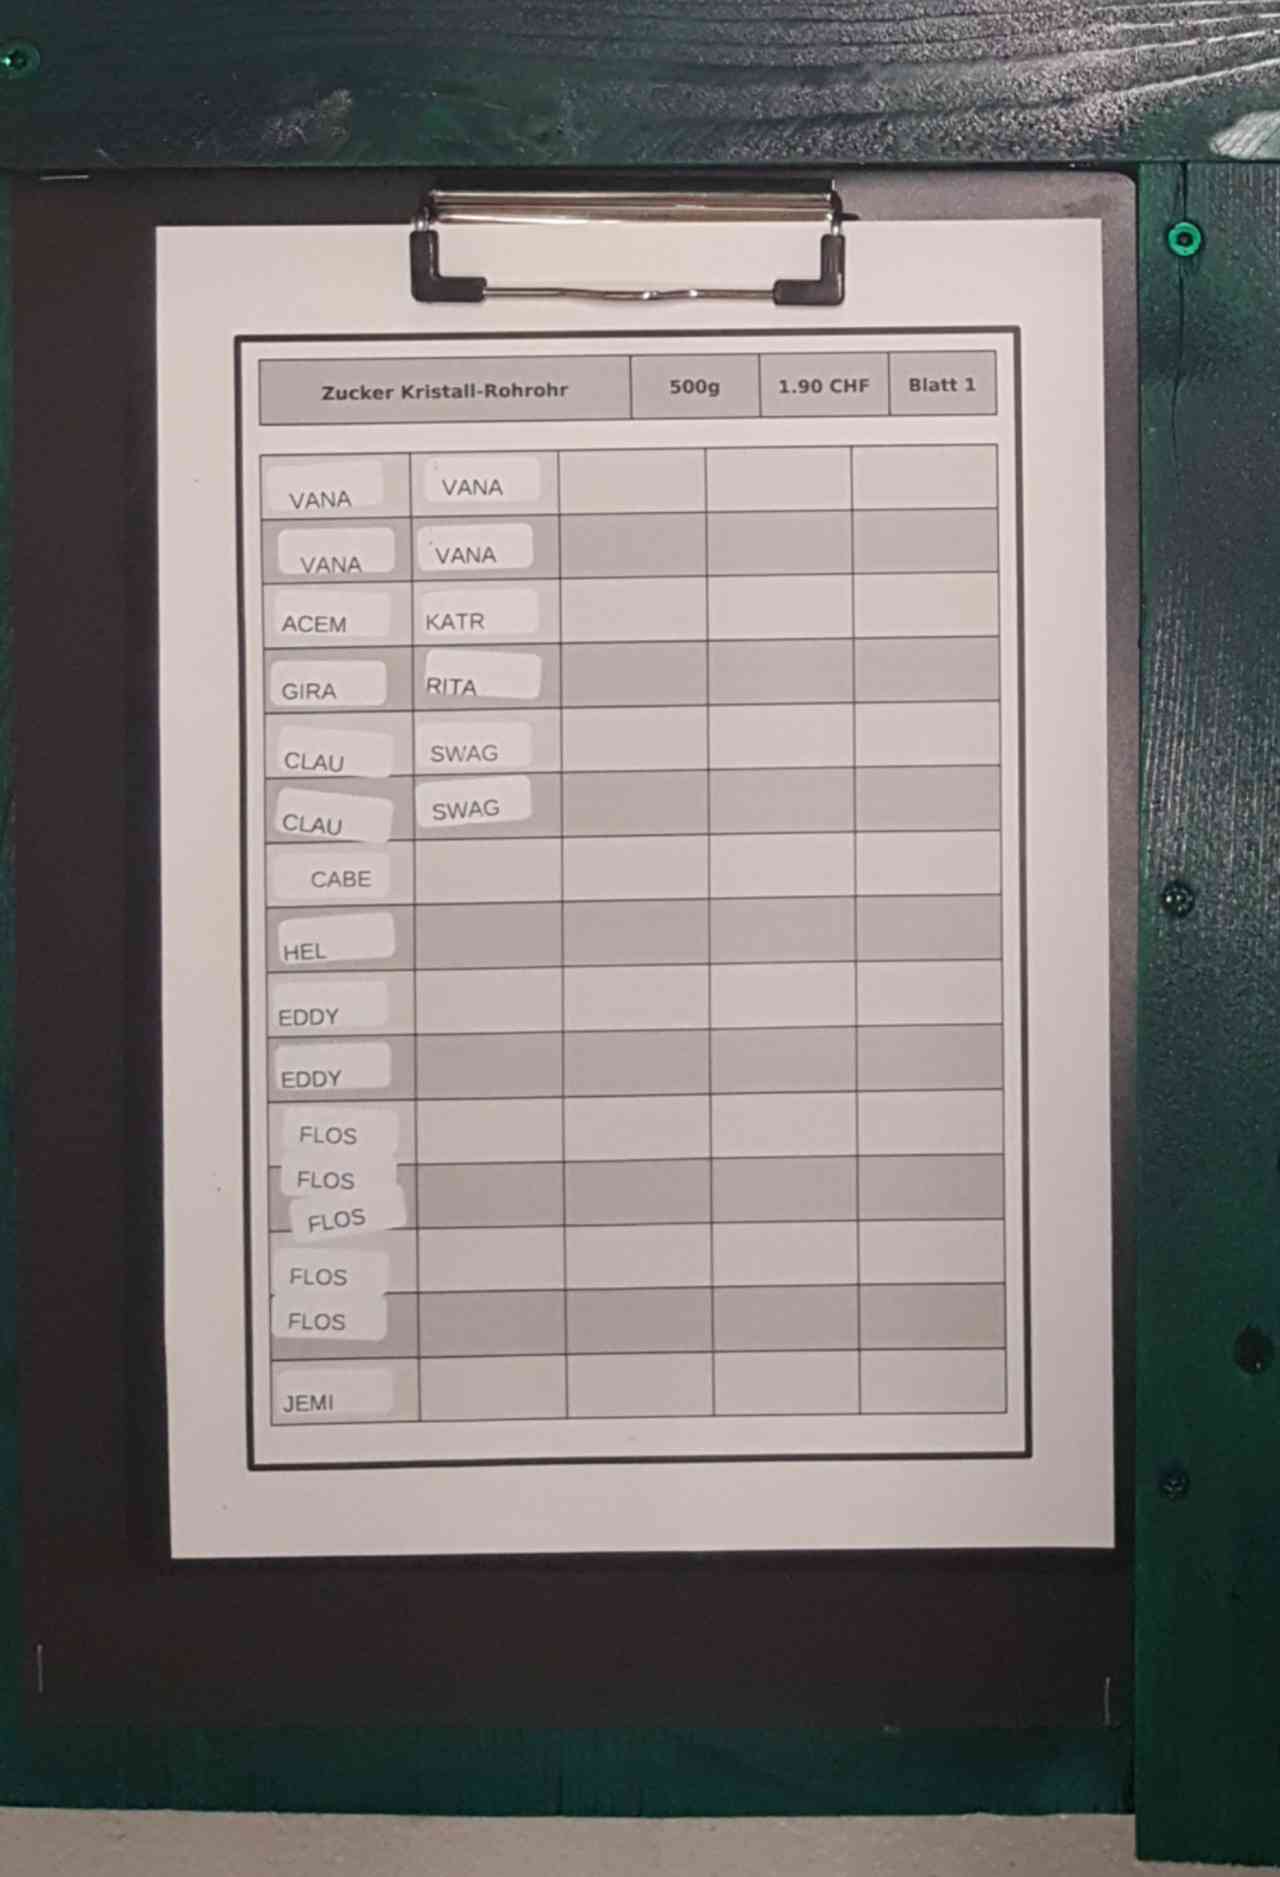 Zucker Kristall-Rohrohr 500g 1.90 CHF Blatt 1
VANA VANA
VANA VANA
ACEM KATR
GIRA RITA
CLAU SWAG
CLAU SWAG
CABE
HEL
EDDY
EDDY
FLOS
FLOS
FLOS
FLOS
FLOS
JEMI